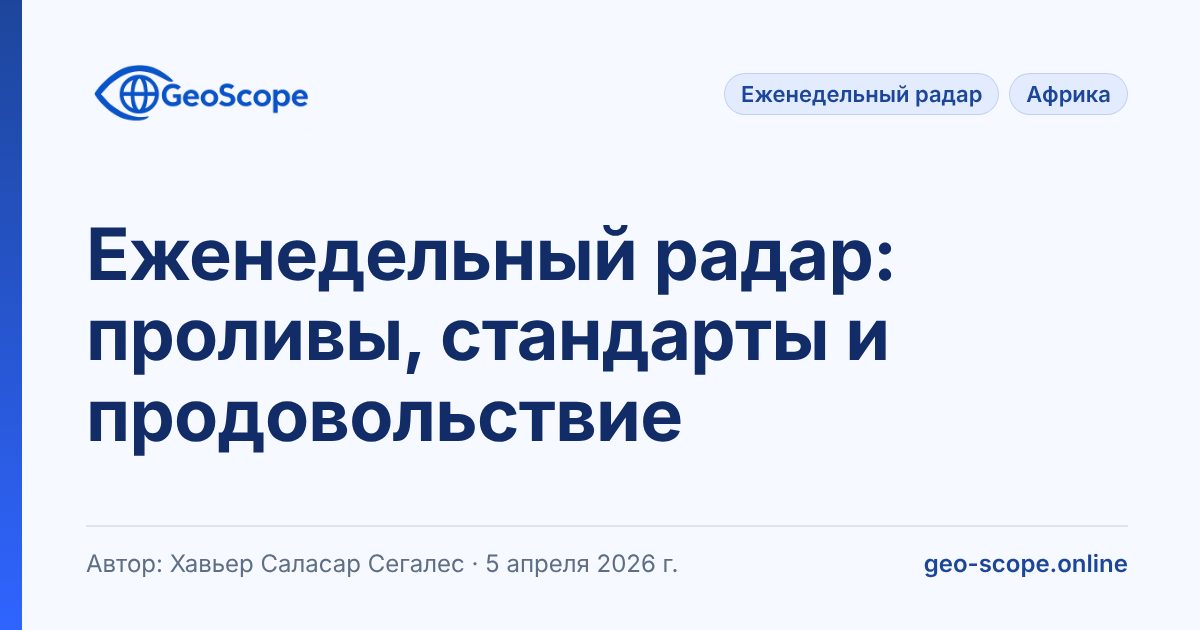 GeoScope
Еженедельный радар
Африка
Еженедельный радар:
проливы, стандарты и
продовольствие
Автор: Хавьер Саласар Сегалес · 5 апреля 2026 г.
geo-scope.online